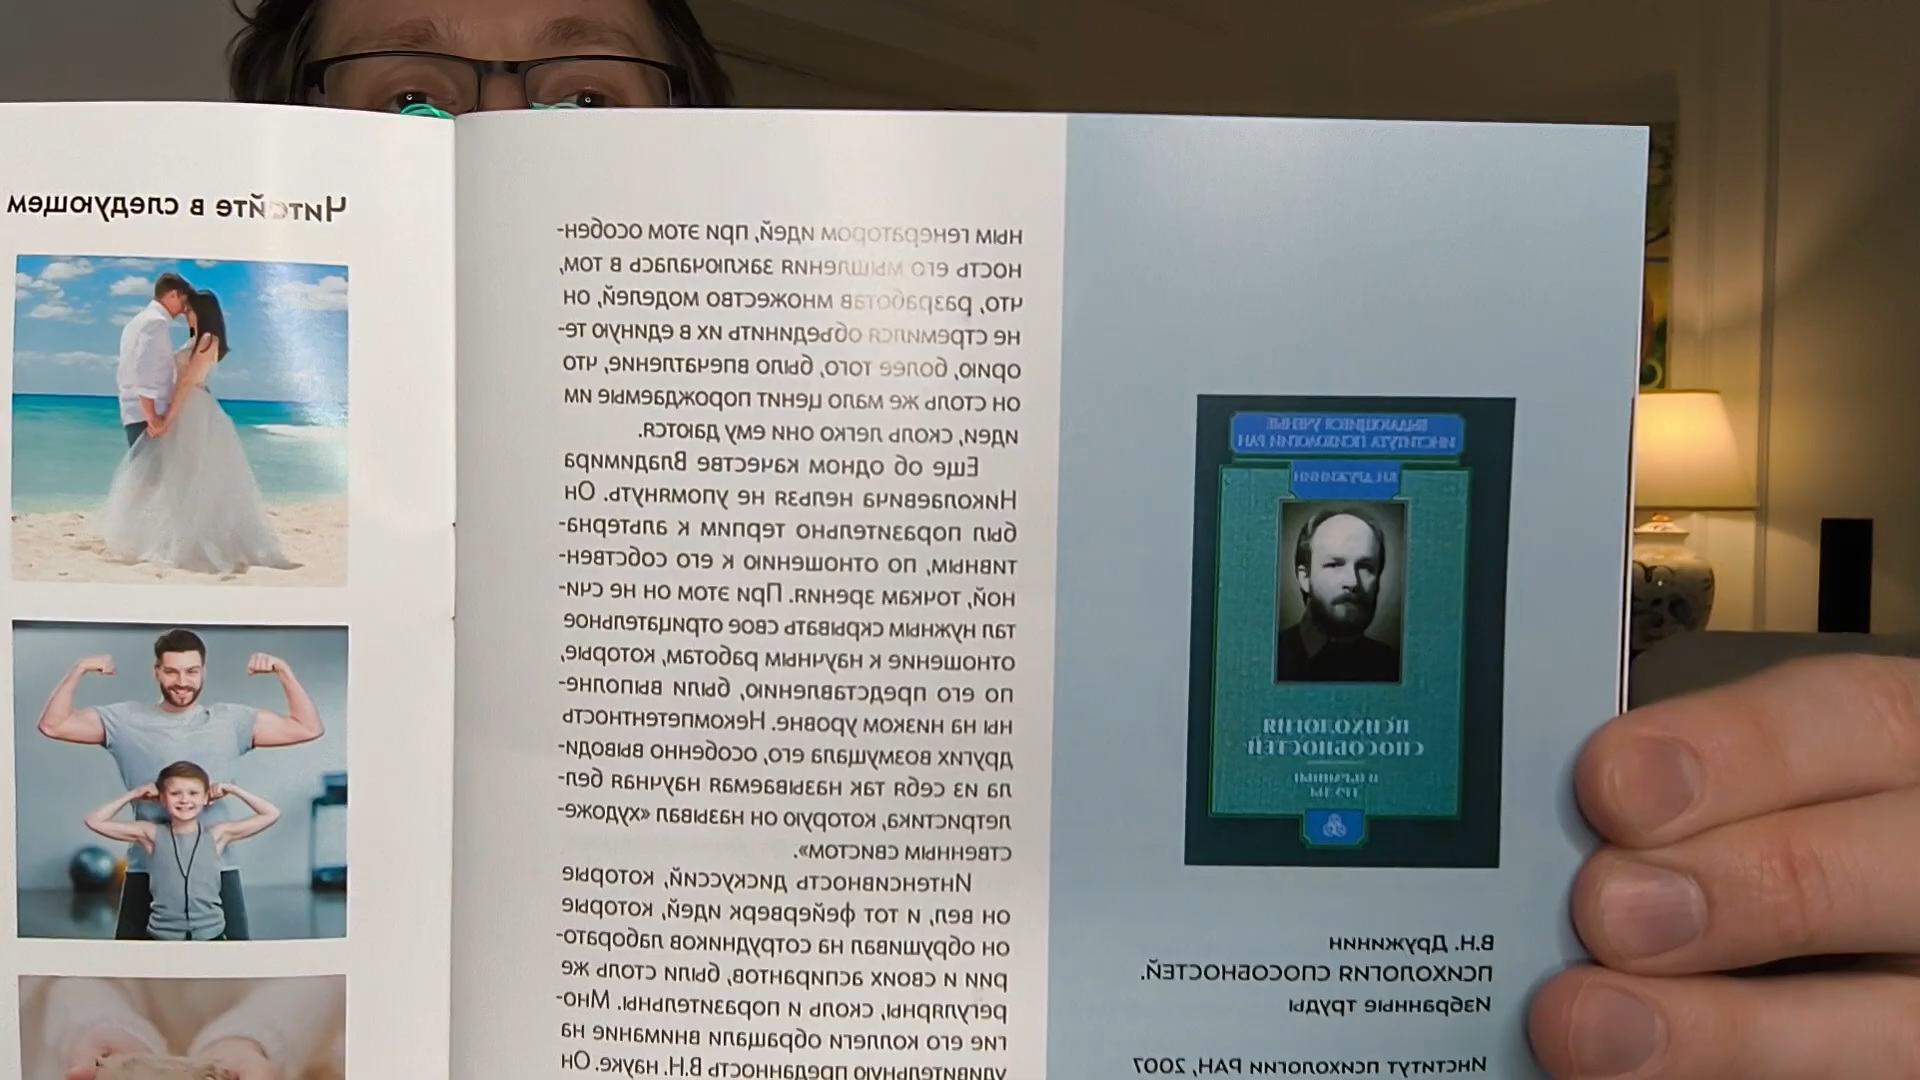 ВЫДАЮЩИЕСЯ УЧЕНЫЕ
ИНСТИТУТА ПСИХОЛОГИИ РАН
В.Н. ДРУЖИНИН
ПСИХОЛОГИЯ
СПОСОБНОСТЕЙ
ИЗБРАННЫЕ
ТРУДЫ
В.Н. Дружинин
ПСИХОЛОГИЯ СПОСОБНОСТЕЙ.
Избранные труды
Институт психологии РАН, 2007
ным генератором идей, при этом особен-
ность его мышления заключалась в том,
что, разработав множество моделей, он
не стремился объединить их в единую те-
орию, более того, было впечатление, что
он столь же мало ценит порождаемые им
идеи, сколь легко они ему даются.
Еще об одном качестве Владимира
Николаевича нельзя не упомянуть. Он
был поразительно терпим к альтерна-
тивным, по отношению к его собствен-
ной, точкам зрения. При этом он не счи-
тал нужным скрывать свое отрицательное
отношение к научным работам, которые,
по его представлению, были выполне-
ны на низком уровне. Некомпетентность
других возмущала его, особенно выводи-
ла из себя так называемая научная бел-
летристика, которую он называл «художе-
ственным свистом».
Интенсивность дискуссий, которые
он вел, и тот фейерверк идей, которые
он обрушивал на сотрудников лаборато-
рии и своих аспирантов, были столь же
регулярны, сколь и поразительны. Мно-
гие его коллеги обращали внимание на
удивительную преданность В.Н. науке. Он
Читайте в следующем